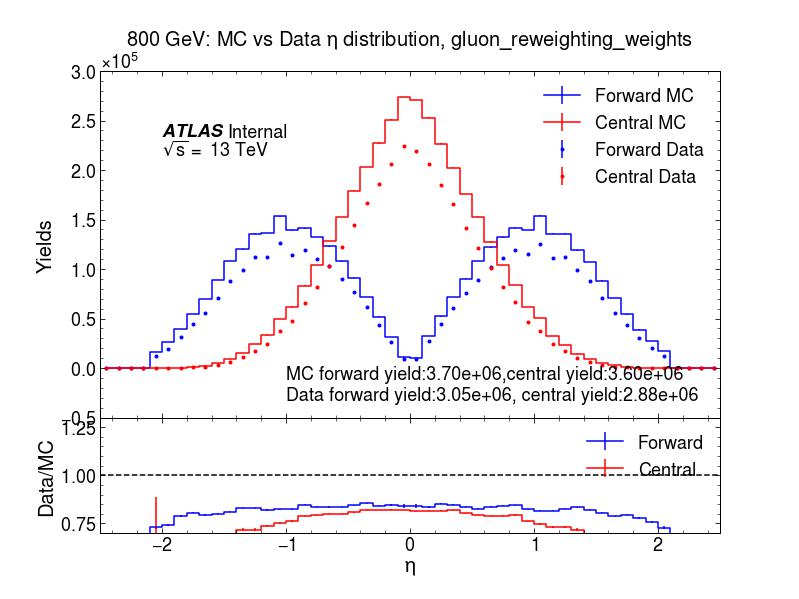 800 GeV: MC vs Data η distribution, gluon_reweighting_weights
×10⁵
3.0
2.5
2.0
1.5
1.0
0.5
0.0
0.5
Yields
ATLAS Internal
√s = 13 TeV
Forward MC
Central MC
Forward Data
Central Data
MC forward yield:3.70e+06,central yield:3.60e+06
Data forward yield:3.05e+06, central yield:2.88e+06
1.25
1.00
0.75
Data/MC
Forward
Central
−2 −1 0 1 2
η